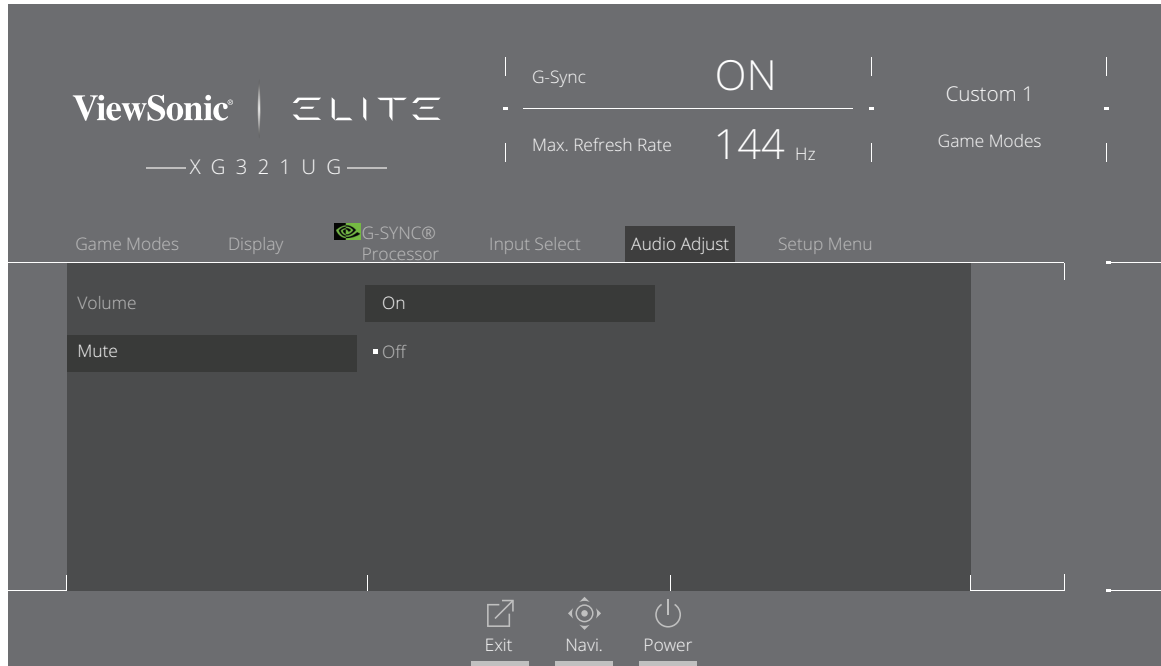 ViewSonic® ELITE
XG321UG
G-Sync ON
Max. Refresh Rate 144 Hz
Custom 1
Game Modes
Game Modes Display G-SYNC® Processor Input Select Audio Adjust Setup Menu
Volume On
Mute Off
Exit Navi. Power